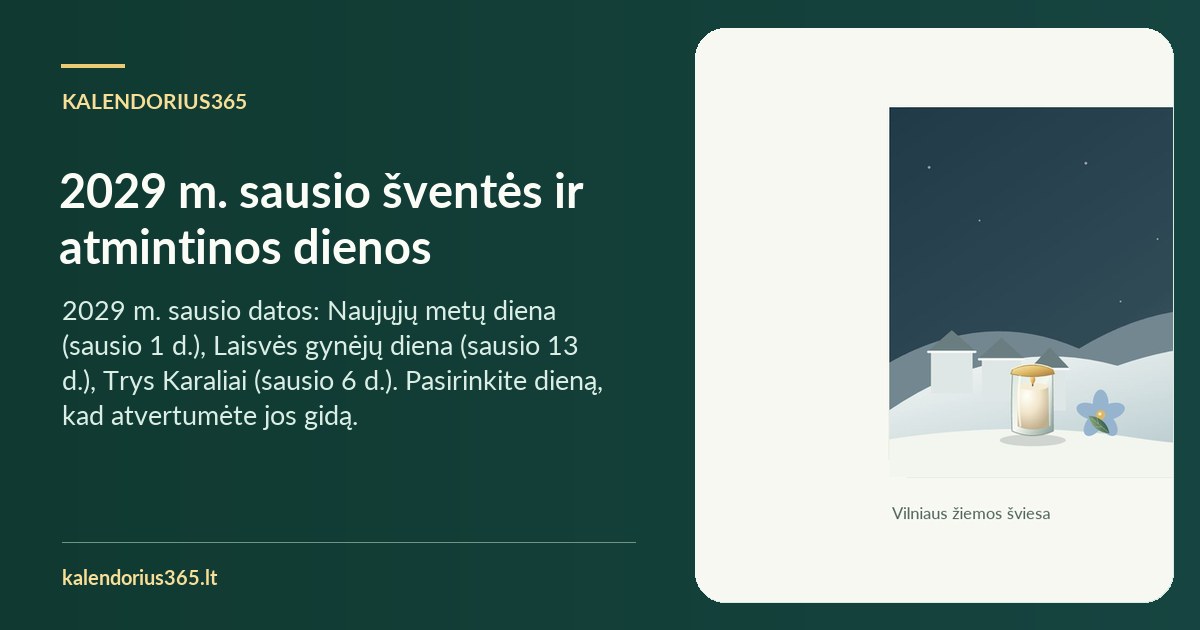 KALENDORIUS365
2029 m. sausio šventės ir
atmintinos dienos
2029 m. sausio datos: Naujųjų metų diena
(sausio 1 d.), Laisvės gynėjų diena (sausio 13
d.), Trys Karaliai (sausio 6 d.). Pasirinkite dieną,
kad atvertumėte jos gidą.
kalendorius365.lt
Vilniaus žiemos šviesa